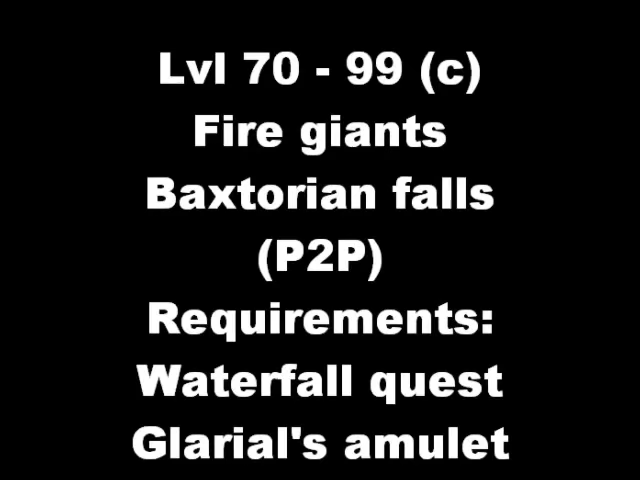 Lvl 70 - 99 (c)
Fire giants
Baxtorian falls
(P2P)
Requirements:
Waterfall quest
Glarial's amulet